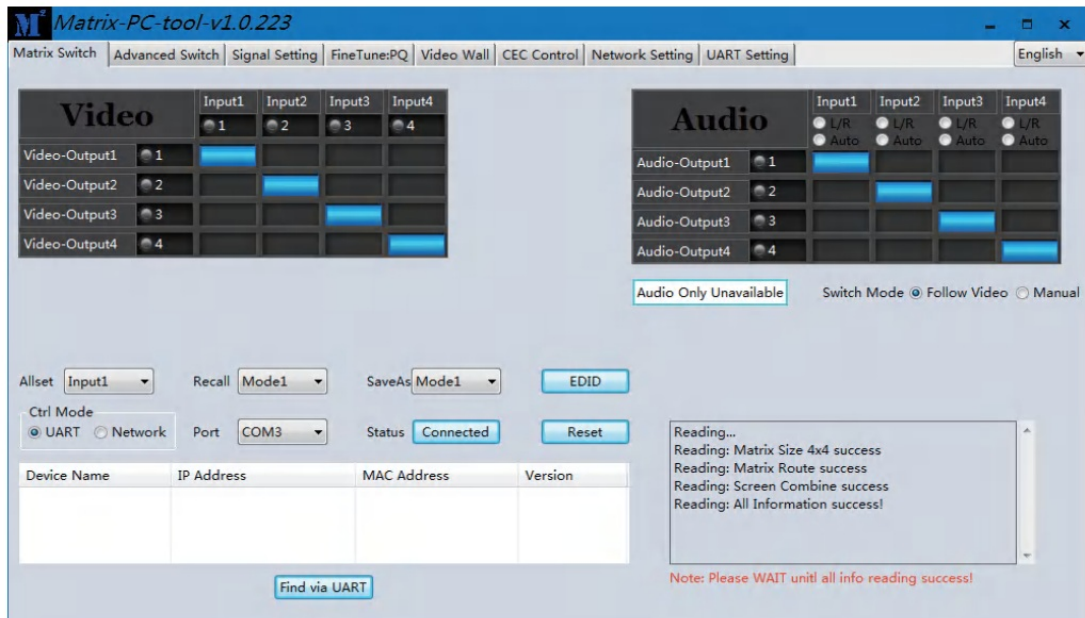 M Matrix-PC-tool-v1.0.223
Matrix Switch Advanced Switch Signal Setting FineTune:PQ Video Wall CEC Control Network Setting UART Setting English
Video Input1 Input2 Input3 Input4
1 2 3 4
Video-Output1 1
Video-Output2 2
Video-Output3 3
Video-Output4 4
Audio Input1 Input2 Input3 Input4
L/R L/R L/R L/R
Auto Auto Auto Auto
Audio-Output1 1
Audio-Output2 2
Audio-Output3 3
Audio-Output4 4
Audio Only Unavailable Switch Mode Follow Video Manual
Allset Input1 Recall Mode1 SaveAs Mode1 EDID
Ctrl Mode
UART Network Port COM3 Status Connected Reset
Device Name IP Address MAC Address Version
Find via UART
Reading...
Reading: Matrix Size 4x4 success
Reading: Matrix Route success
Reading: Screen Combine success
Reading: All Information success!
Note: Please WAIT unitl all info reading success!